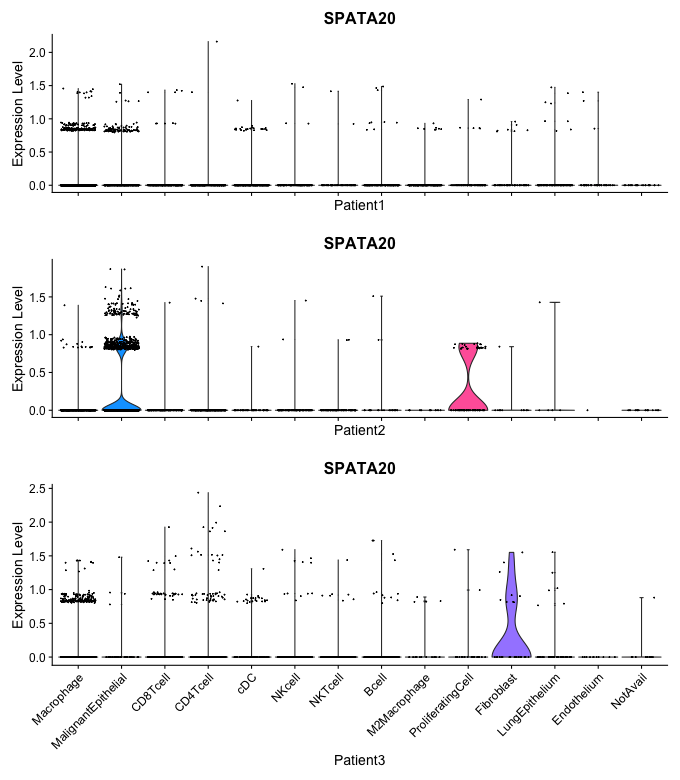 SPATA20
Expression Level
2.0
1.5
1.0
0.5
0.0
Patient1
SPATA20
Expression Level
1.5
1.0
0.5
0.0
Patient2
SPATA20
Expression Level
2.5
2.0
1.5
1.0
0.5
0.0
Macrophage
MalignantEpithelial
CD8Tcell
CD4Tcell
cDC
NKcell
NKTcell
Bcell
M2Macrophage
ProliferatingCell
Fibroblast
LungEpithelium
Endothelium
NotAvail
Patient3